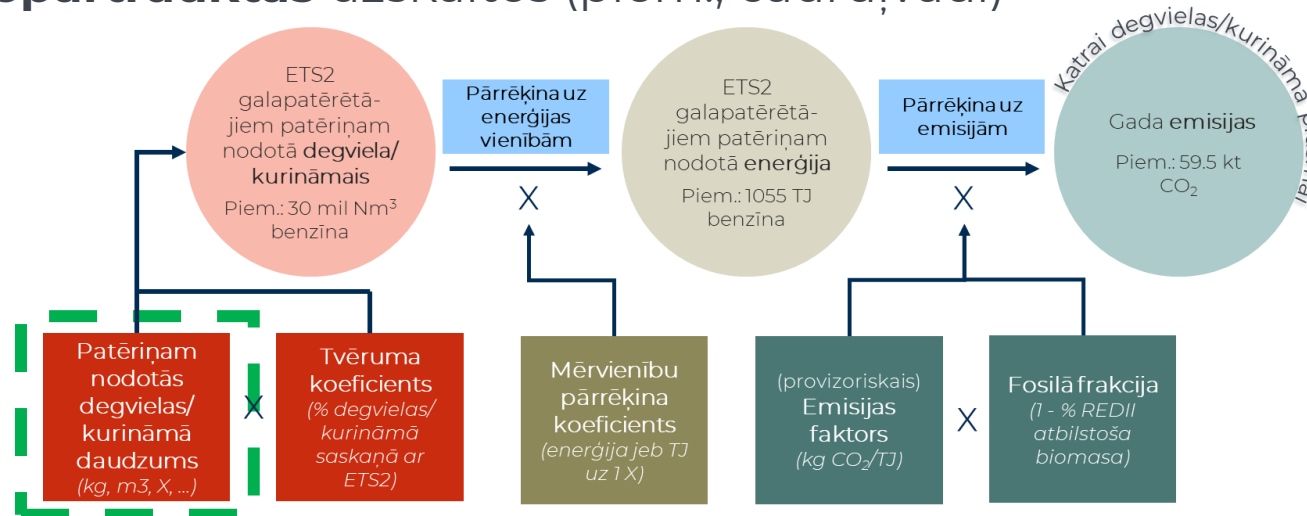 ETS2
galapatērētā-
jiem patēriņam
nodotā degviela/
kurināmais
Piem.: 30 mil Nm³
benzīna
Pārrēķina uz
enerģijas
vienībām
X
ETS2
galapatērētā-
jiem patēriņam
nodotā enerģija
Piem.: 1055 TJ
benzīna
Pārrēķina uz
emisijām
X
Katrai degvielas/kurināma
Gada emisijas
Piem.: 59.5 kt
CO₂
Patēriņam
nodotās
degvielas/
kurināmā
daudzums
(kg, m3, X, ...)
X
Tvēruma
koeficients
(% degvielas/
kurināmā
saskaņā ar
ETS2)
Mērvienību
pārrēķina
koeficients
(enerģija jeb TJ
uz 1 X)
(provizoriskais)
Emisijas
faktors
(kg CO₂/TJ)
X
Fosilā frakcija
(1 - % REDII
atbilstoša
biomasa)